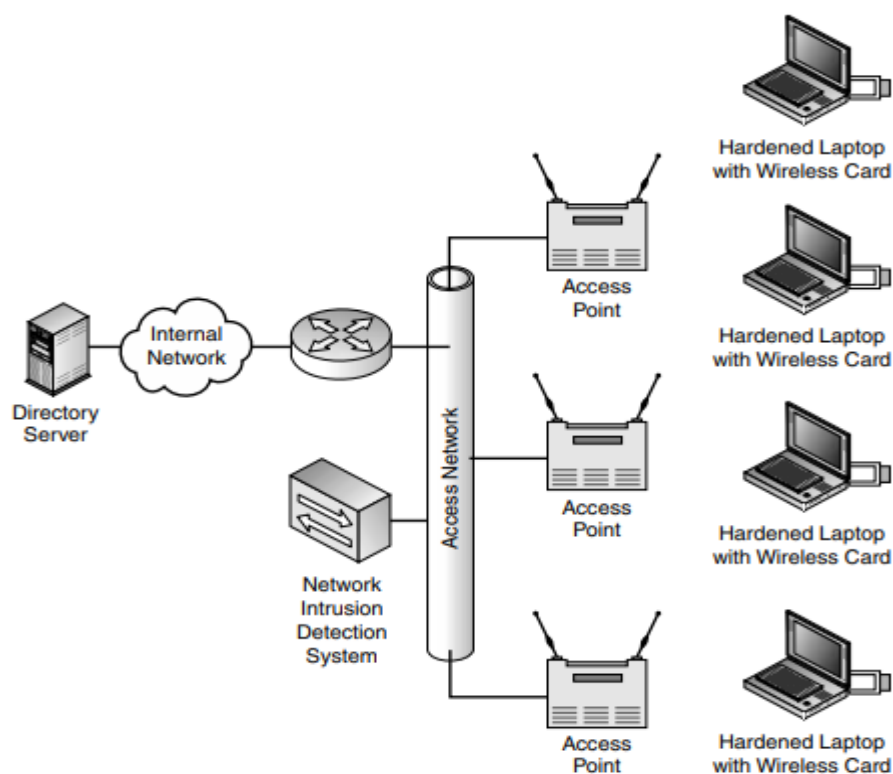 Hardened Laptop
with Wireless Card
Access
Point
Hardened Laptop
with Wireless Card
Internal
Network
Directory
Server
Access Network
Access
Point
Hardened Laptop
with Wireless Card
Network
Intrusion
Detection
System
Access
Point
Hardened Laptop
with Wireless Card